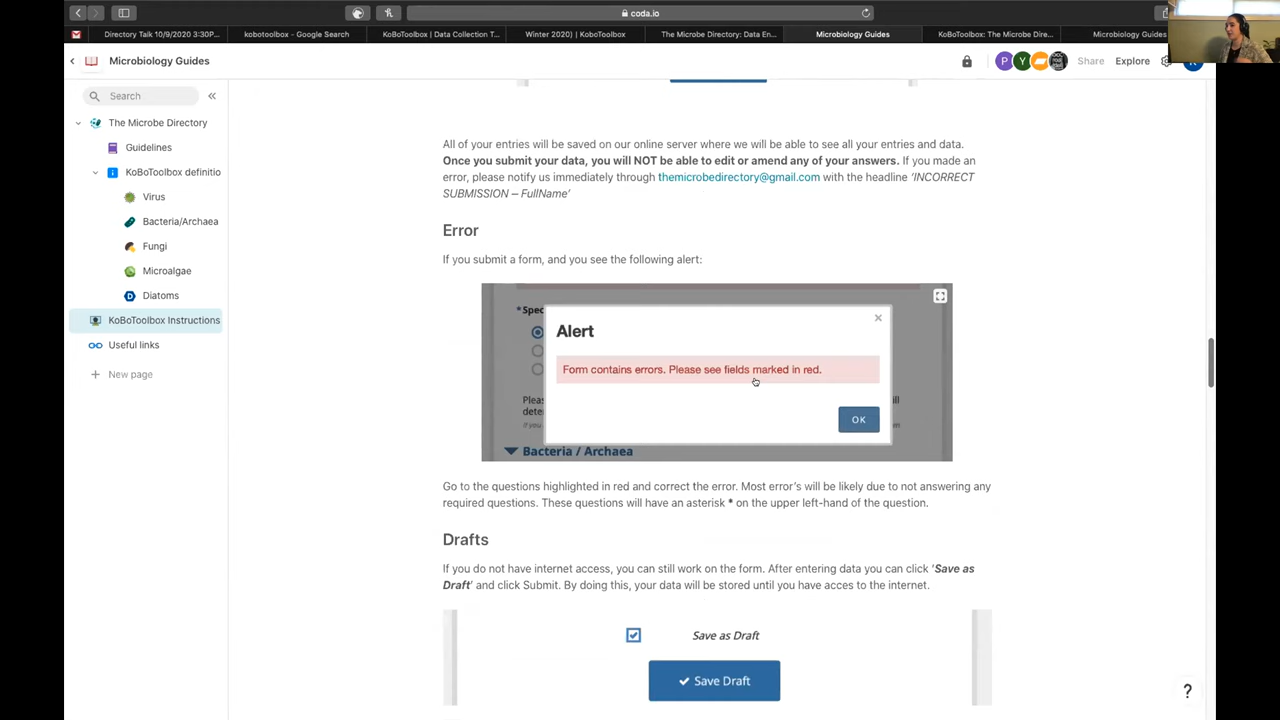 coda.io
Directory Talk 10/9/2020 3:30P...
kobotoolbox - Google Search
KoBoToolbox | Data Collection T...
Winter 2020) | KoboToolbox
The Microbe Directory: Data En...
Microbiology Guides
KoBoToolbox: The Microbe Dire...
Microbiology Guides
Microbiology Guides
P
Y
Share
Explore
Search
The Microbe Directory
Guidelines
KoBoToolbox definitio
Virus
Bacteria/Archaea
Fungi
Microalgae
Diatoms
KoBoToolbox Instructions
Useful links
New page
All of your entries will be saved on our online server where we will be able to see all your entries and data.
Once you submit your data, you will NOT be able to edit or amend any of your answers. If you made an
error, please notify us immediately through themicrobedirectory@gmail.com with the headline ‘INCORRECT
SUBMISSION – FullName’
Error
If you submit a form, and you see the following alert:
*Spec
Alert
Form contains errors. Please see fields marked in red.
Plea
ill
dete
OK
Bacteria / Archaea
Go to the questions highlighted in red and correct the error. Most error’s will be likely due to not answering any
required questions. These questions will have an asterisk * on the upper left-hand of the question.
Drafts
If you do not have internet access, you can still work on the form. After entering data you can click ‘Save as
Draft’ and click Submit. By doing this, your data will be stored until you have acces to the internet.
Save as Draft
Save Draft
?